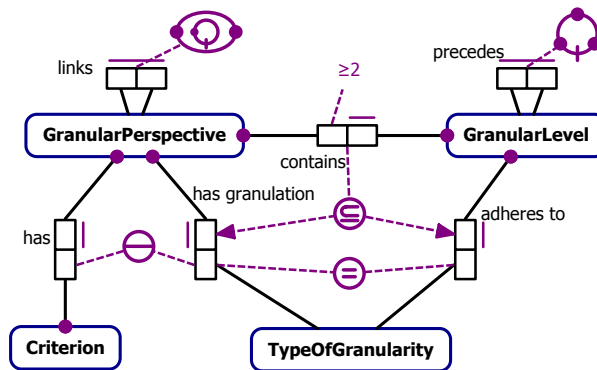 links
precedes
≥2
GranularPerspective
GranularLevel
contains
has granulation
has
adheres to
Criterion
TypeOfGranularity